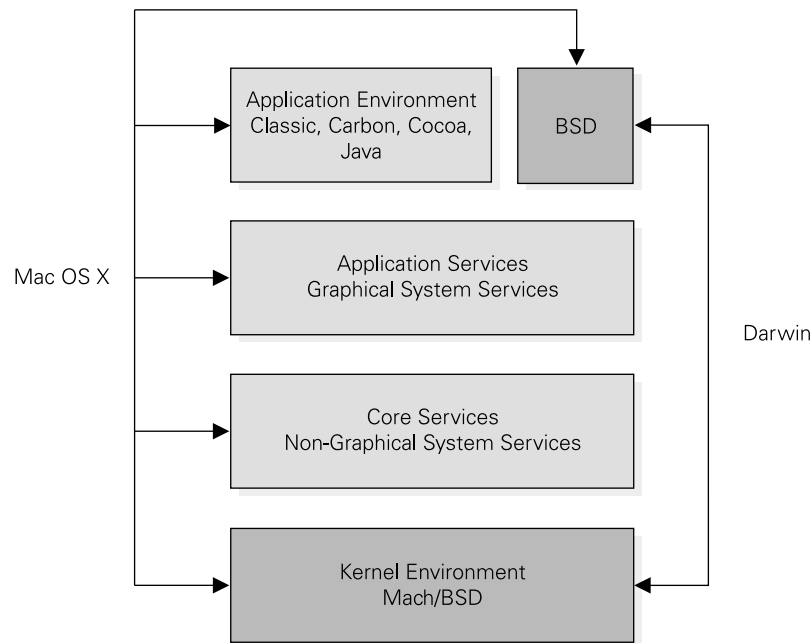 Application Environment
Classic, Carbon, Cocoa,
Java
BSD
Mac OS X
Application Services
Graphical System Services
Darwin
Core Services
Non-Graphical System Services
Kernel Environment
Mach/BSD